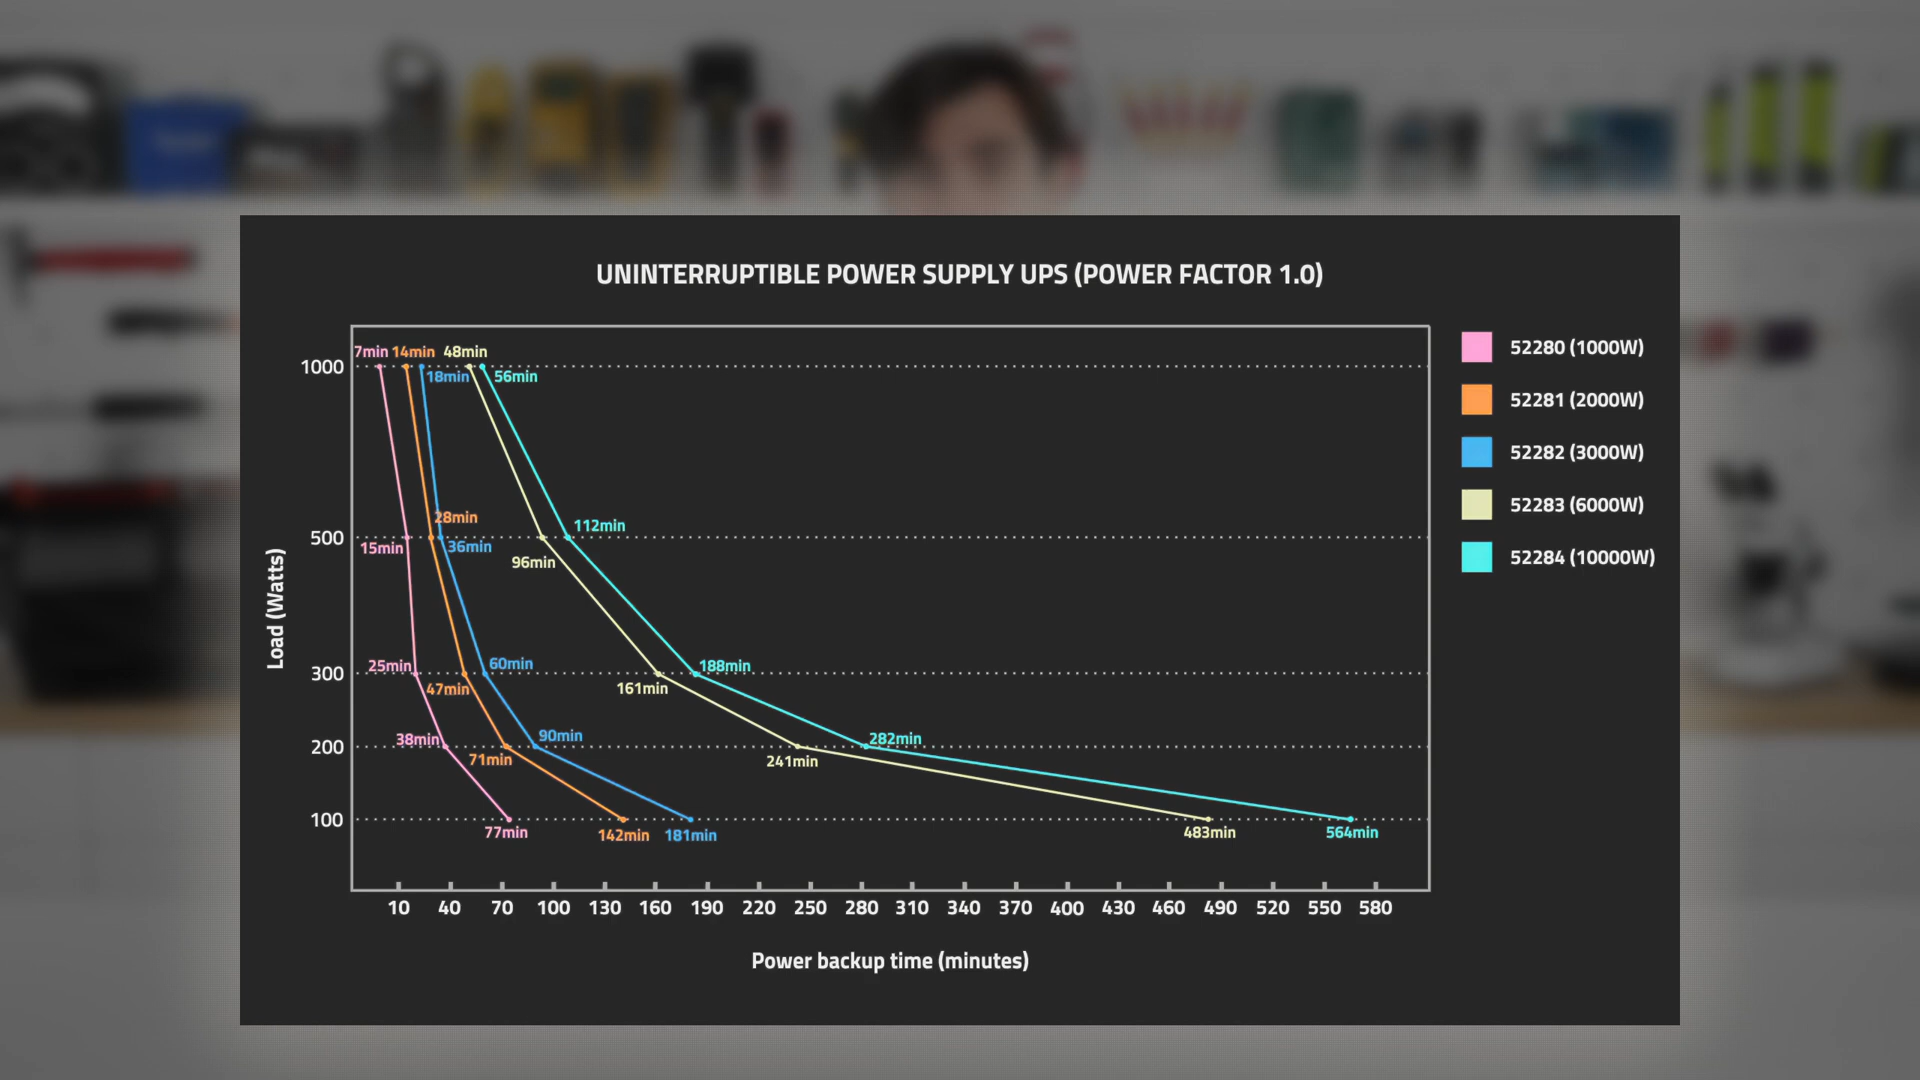 UNINTERRUPTIBLE POWER SUPPLY UPS (POWER FACTOR 1.0)
7min 14min 48min
1000
18min 56min
52280 (1000W)
52281 (2000W)
52282 (3000W)
52283 (6000W)
52284 (10000W)
28min 112min
500
15min 36min 96min
Load (Watts)
300
25min 60min 188min
47min 161min
200
38min 90min 282min
71min 241min
100
77min 142min 181min 483min 564min
10 40 70 100 130 160 190 220 250 280 310 340 370 400 430 460 490 520 550 580
Power backup time (minutes)